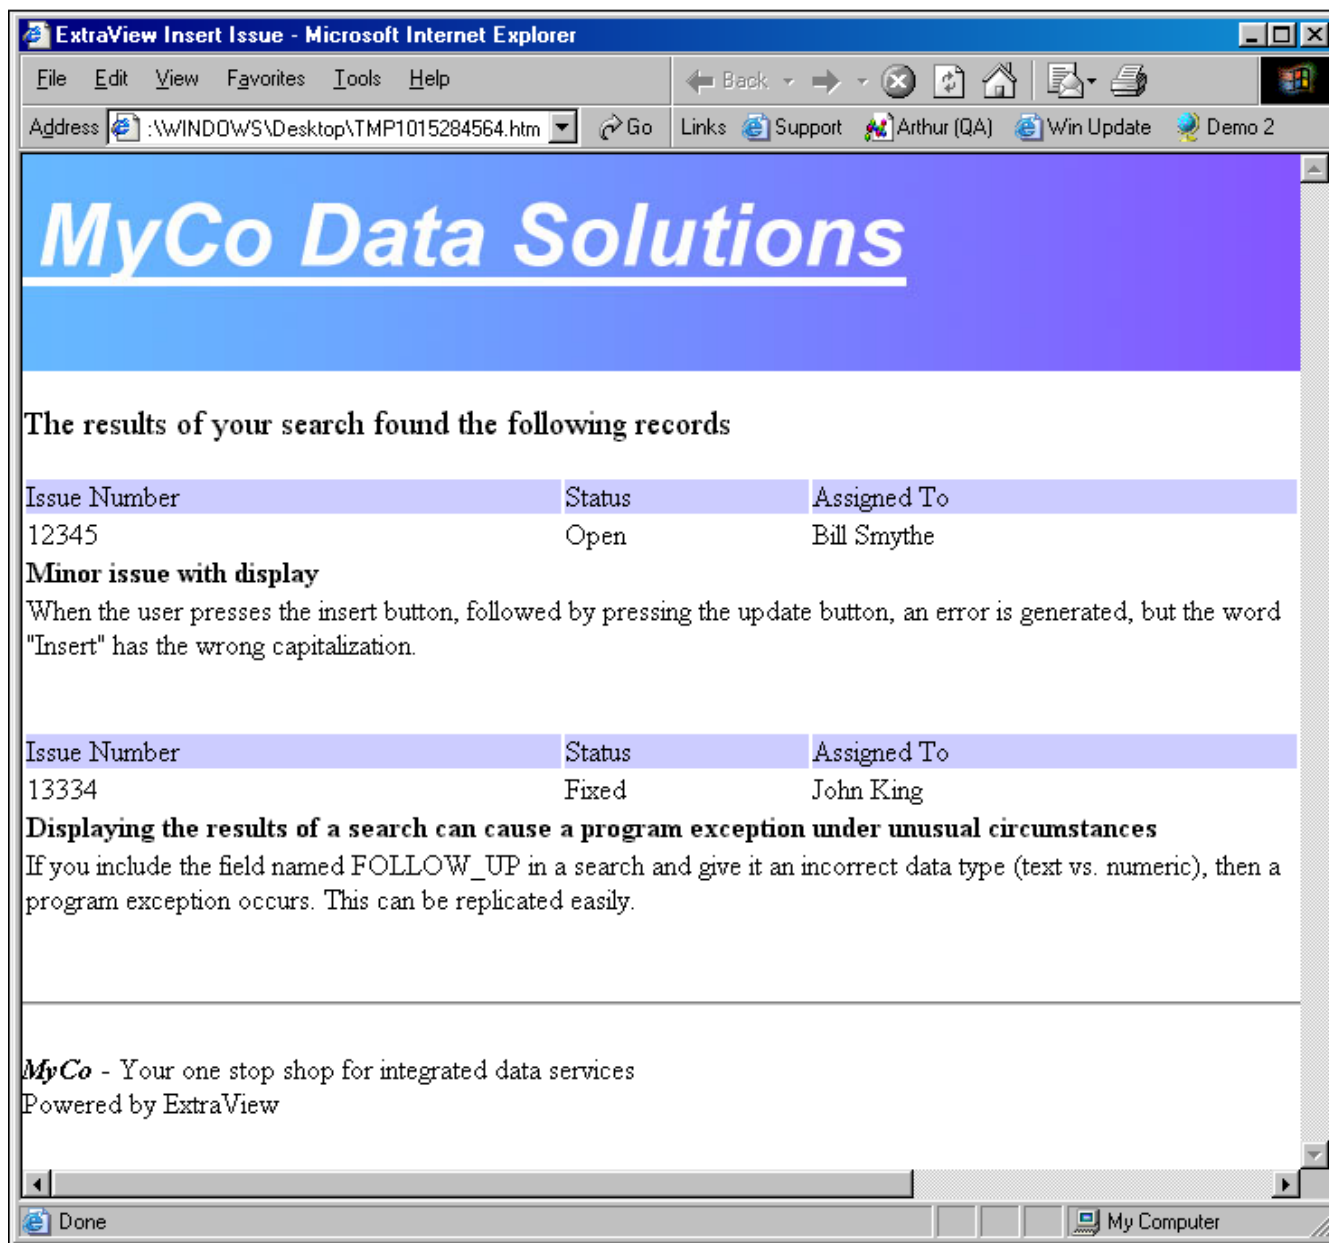 ExtraView Insert Issue - Microsoft Internet Explorer
File Edit View Favorites Tools Help Back
Address :\WINDOWS\Desktop\TMP1015284564.htm Go Links Support Arthur (QA) Win Update Demo 2
MyCo Data Solutions
The results of your search found the following records
Issue Number Status Assigned To
12345 Open Bill Smythe
Minor issue with display
When the user presses the insert button, followed by pressing the update button, an error is generated, but the word
"Insert" has the wrong capitalization.
Issue Number Status Assigned To
13334 Fixed John King
Displaying the results of a search can cause a program exception under unusual circumstances
If you include the field named FOLLOW_UP in a search and give it an incorrect data type (text vs. numeric), then a
program exception occurs. This can be replicated easily.
MyCo - Your one stop shop for integrated data services
Powered by ExtraView
Done My Computer